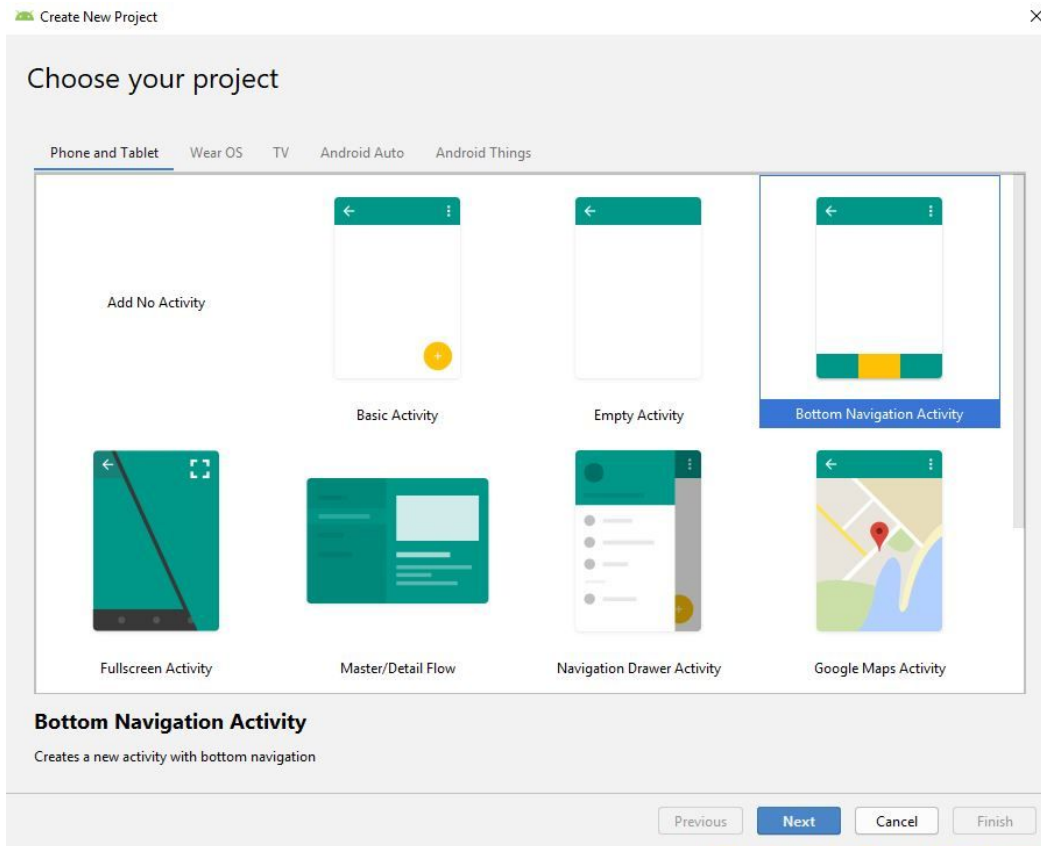 Create New Project
Choose your project
Phone and Tablet Wear OS TV Android Auto Android Things
Add No Activity
Basic Activity Empty Activity Bottom Navigation Activity
Fullscreen Activity Master/Detail Flow Navigation Drawer Activity Google Maps Activity
Bottom Navigation Activity
Creates a new activity with bottom navigation
Previous Next Cancel Finish